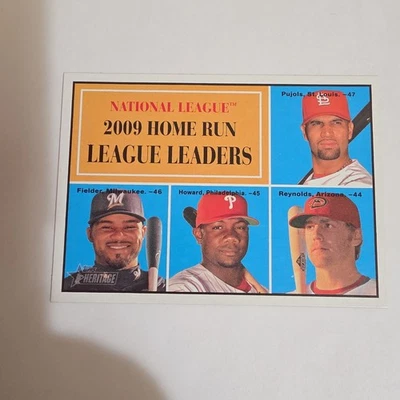 Pujols, St. Louis. –47
NATIONAL LEAGUE™
2009 HOME RUN
LEAGUE LEADERS
Fielder, Milwaukee. –46
Howard, Philadelphia. –45
Reynolds, Arizona. –44
HERITAGE